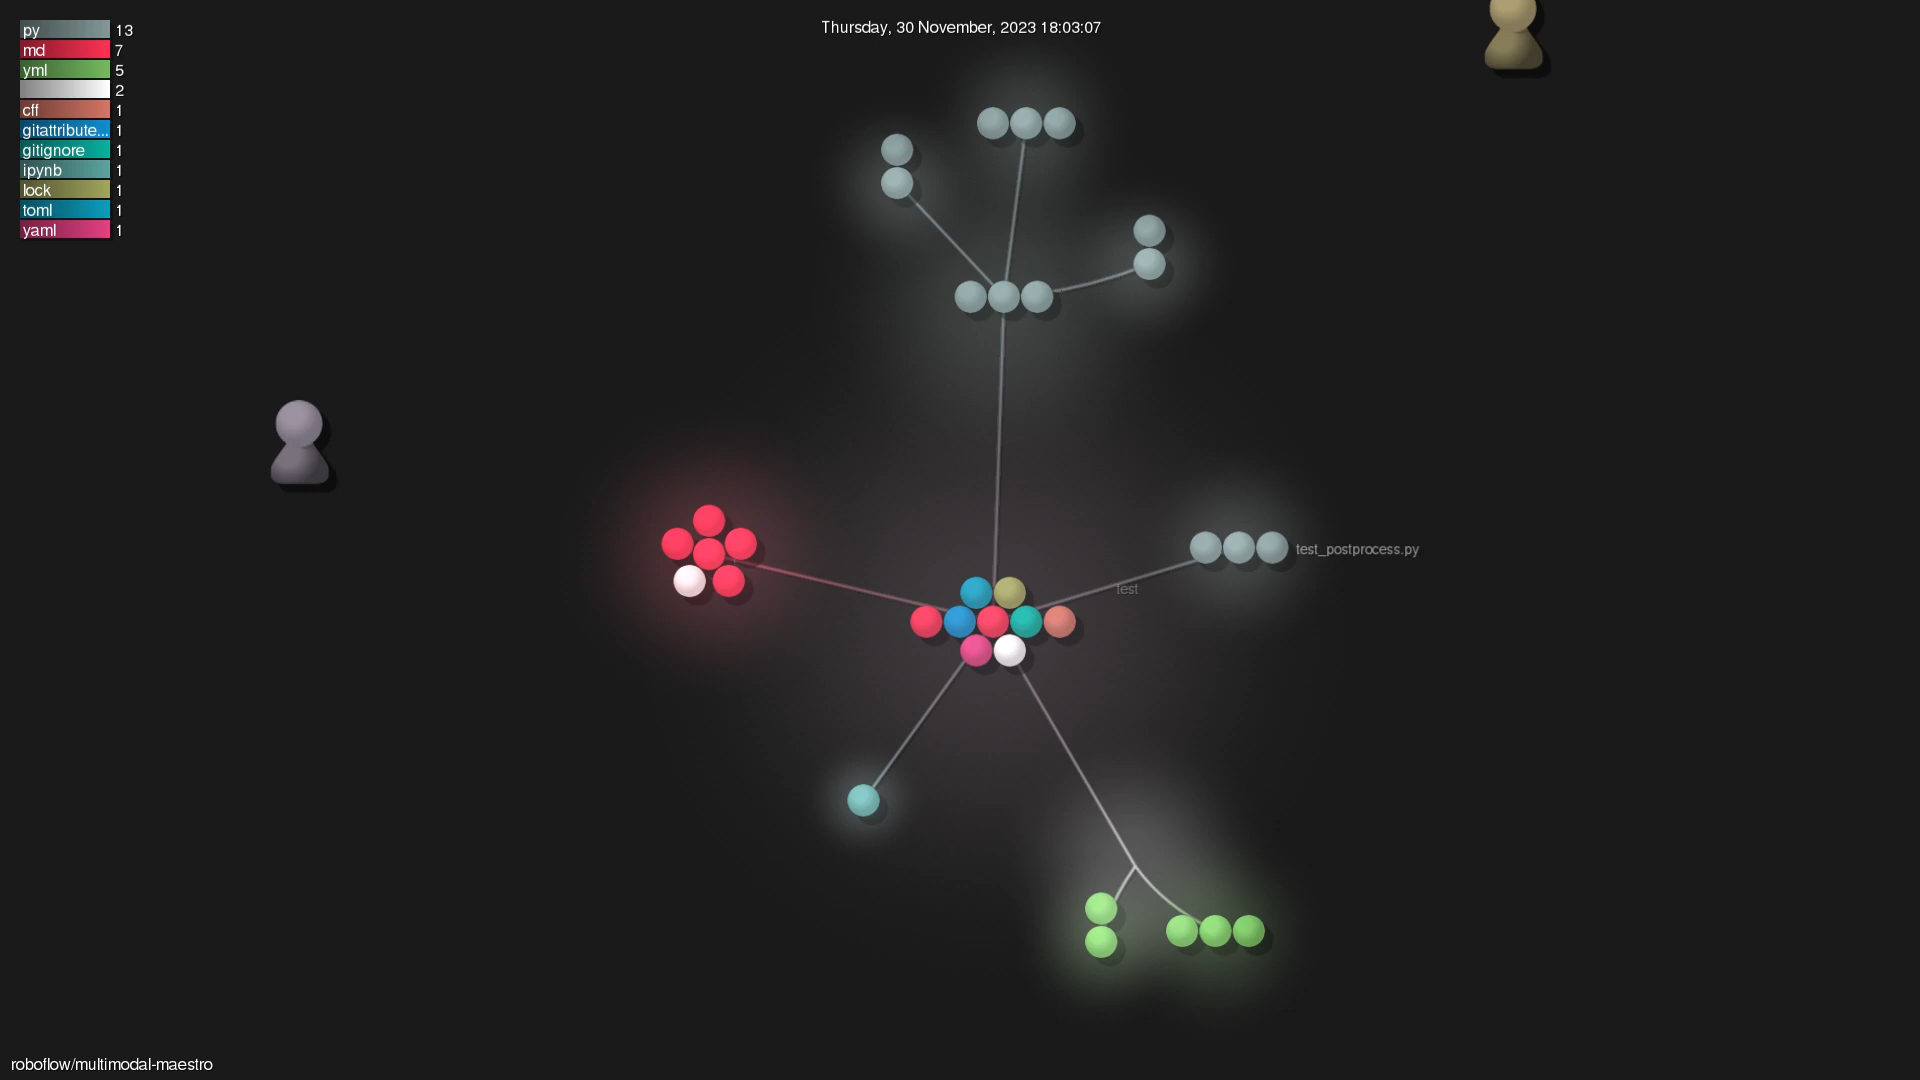 Thursday, 30 November, 2023 18:03:07
py 13
md 7
yml 5
2
cff 1
gitattribute... 1
gitignore 1
ipynb 1
lock 1
toml 1
yaml 1
test_postprocess.py
test
roboflow/multimodal-maestro